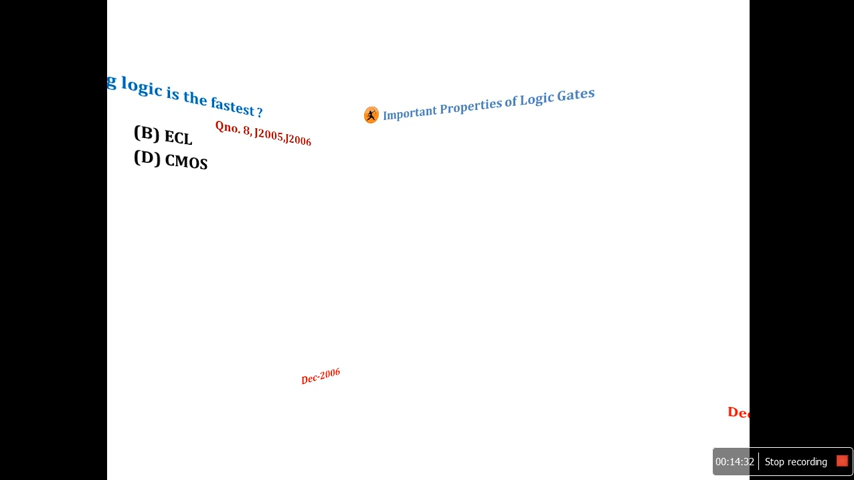 g logic is the fastest ?
Qno. 8, J2005,J2006
(B) ECL
(D) CMOS
Important Properties of Logic Gates
Dec-2006
Dec
00:14:32 Stop recording